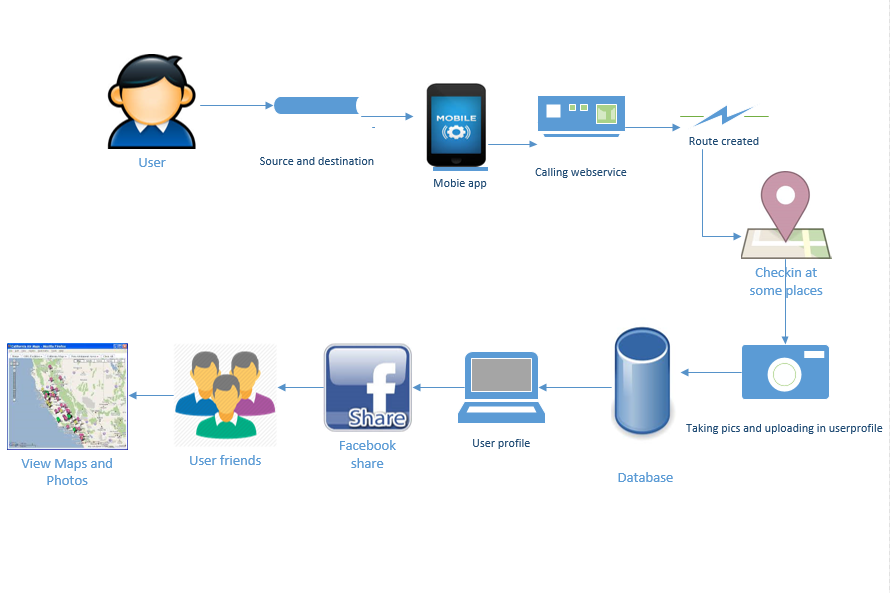 MOBILE
User
Source and destination
-
Mobie app
Calling webservice
Route created
Checkin at
some places
Taking pics and uploading in userprofile
Database
User profile
Share
Facebook
share
User friends
View Maps and
Photos